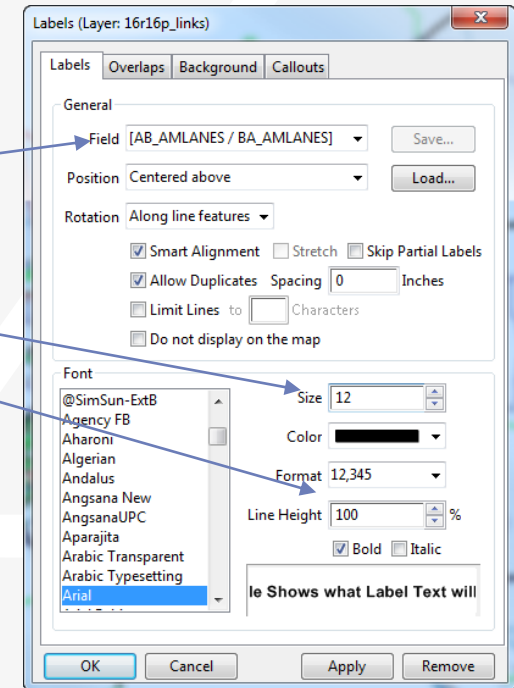 Labels (Layer: 16r16p_links)
x
Labels Overlaps Background Callouts
General
Field [AB_AMLANES / BA_AMLANES] Save...
Position Centered above Load...
Rotation Along line features
Smart Alignment Stretch Skip Partial Labels
Allow Duplicates Spacing 0 Inches
Limit Lines to Characters
Do not display on the map
Font
@SimSun-ExtB
Agency FB
Aharoni
Algerian
Andalus
Angsana New
AngsanaUPC
Aparajita
Arabic Transparent
Arabic Typesetting
Arial
Size 12
Color
Format 12,345
Line Height 100 %
Bold Italic
le Shows what Label Text will
OK Cancel Apply Remove